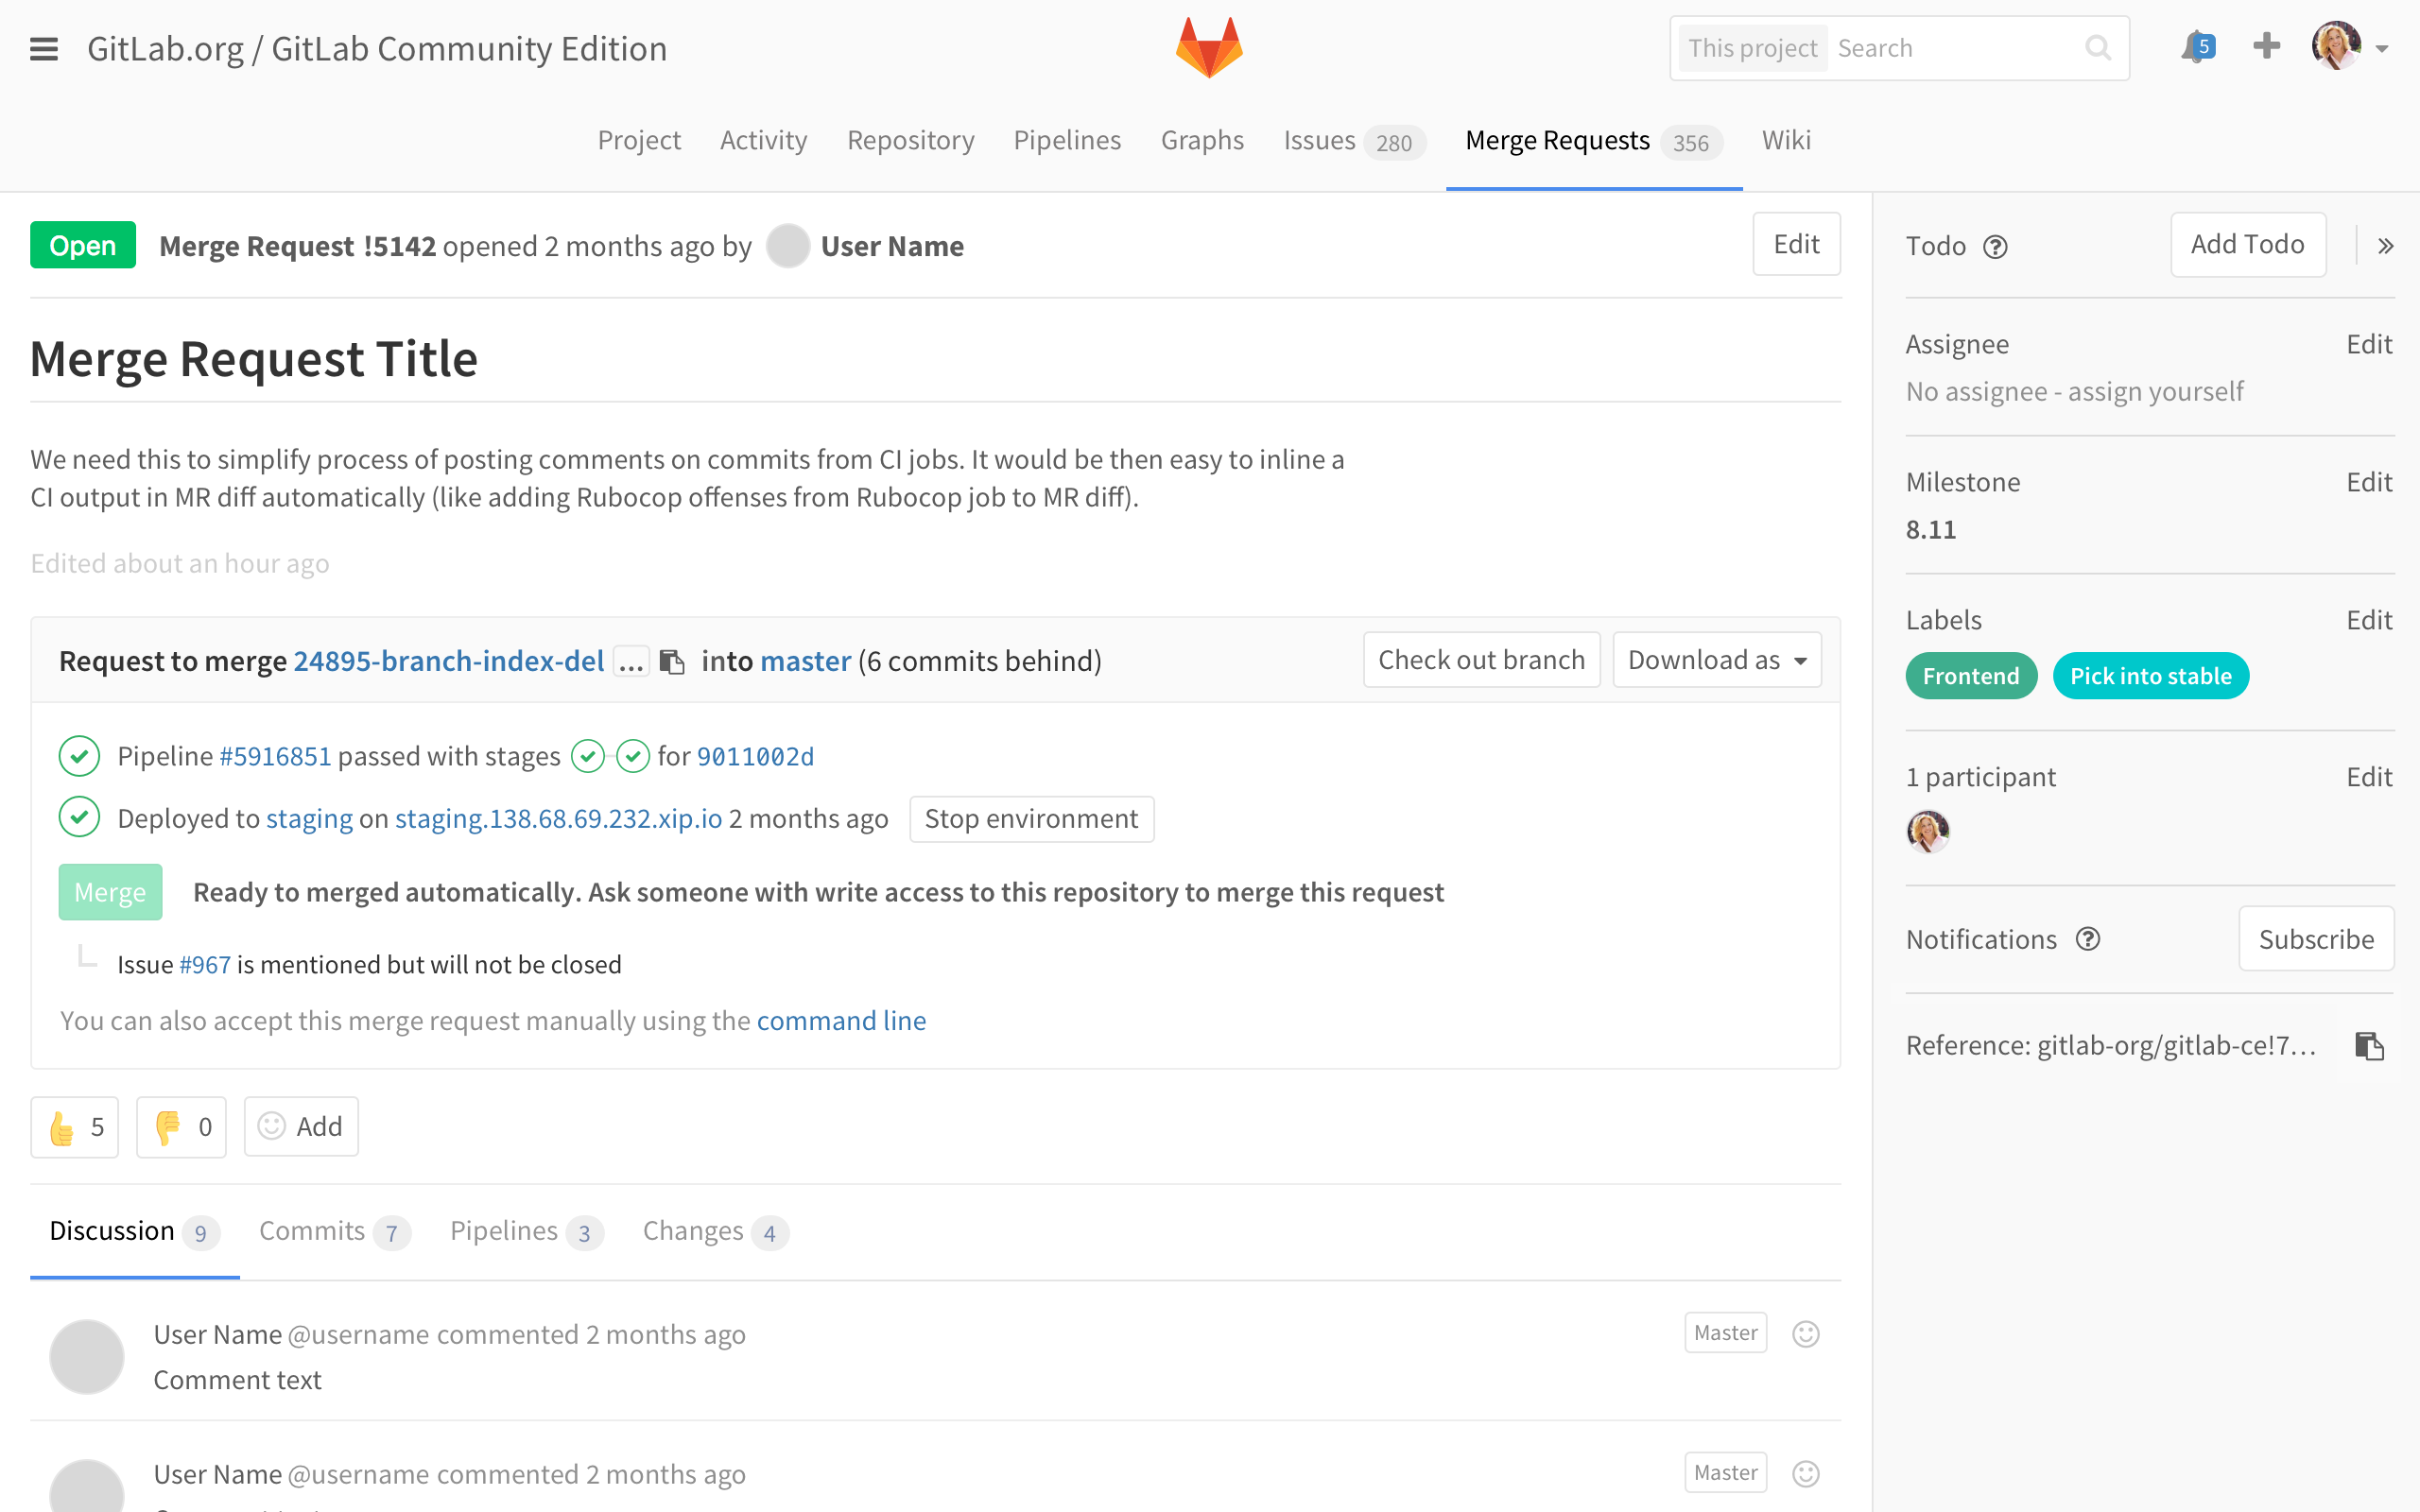 GitLab.org / GitLab Community Edition
This project Search
5
Project Activity Repository Pipelines Graphs Issues 280 Merge Requests 356 Wiki
Open Merge Request !5142 opened 2 months ago by User Name Edit
Merge Request Title
We need this to simplify process of posting comments on commits from CI jobs. It would be then easy to inline a
CI output in MR diff automatically (like adding Rubocop offenses from Rubocop job to MR diff).
Edited about an hour ago
Request to merge 24895-branch-index-del ... into master (6 commits behind) Check out branch Download as
Pipeline #5916851 passed with stages for 9011002d
Deployed to staging on staging.138.68.69.232.xip.io 2 months ago Stop environment
Merge Ready to merged automatically. Ask someone with write access to this repository to merge this request
Issue #967 is mentioned but will not be closed
You can also accept this merge request manually using the command line
5 0 Add
Discussion 9 Commits 7 Pipelines 3 Changes 4
User Name @username commented 2 months ago Master
Comment text
User Name @username commented 2 months ago Master
Todo Add Todo
Assignee Edit
No assignee - assign yourself
Milestone Edit
8.11
Labels Edit
Frontend Pick into stable
1 participant Edit
Notifications Subscribe
Reference: gitlab-org/gitlab-ce!7...